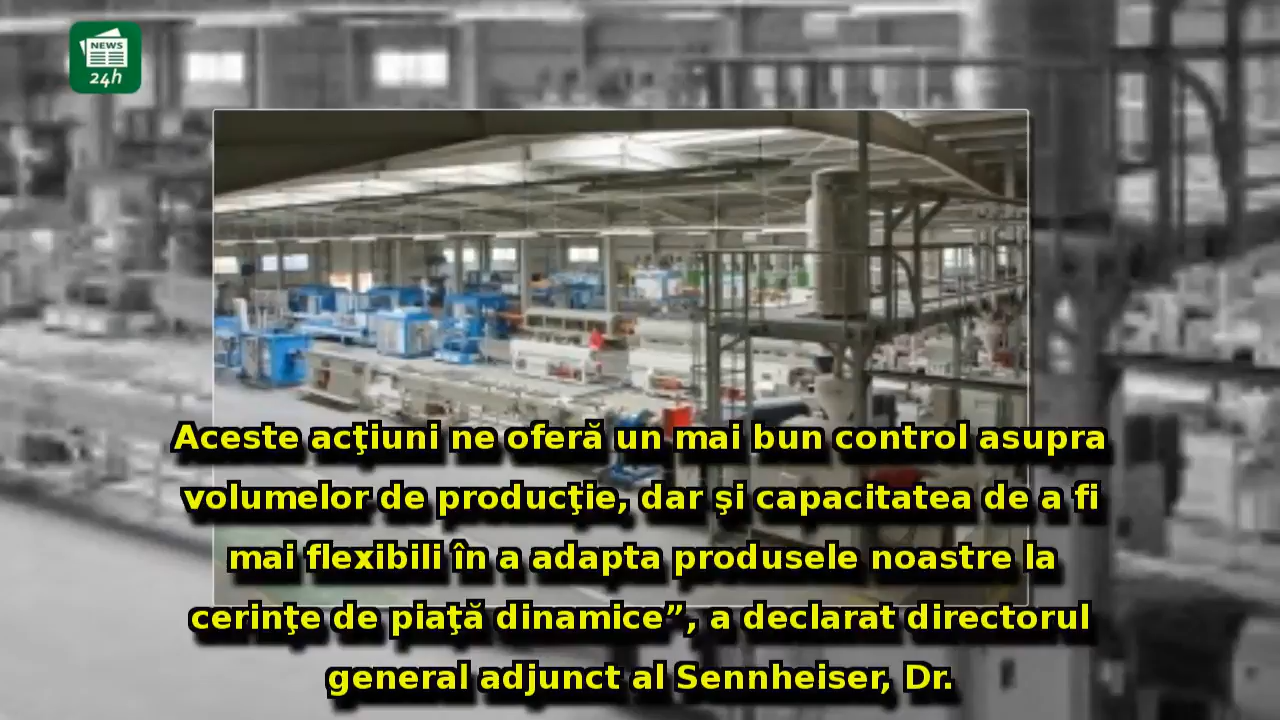 NEWS
24h
Aceste acţiuni ne oferă un mai bun control asupra
volumelor de producţie, dar şi capacitatea de a fi
mai flexibili în a adapta produsele noastre la
cerinţe de piaţă dinamice”, a declarat directorul
general adjunct al Sennheiser, Dr.